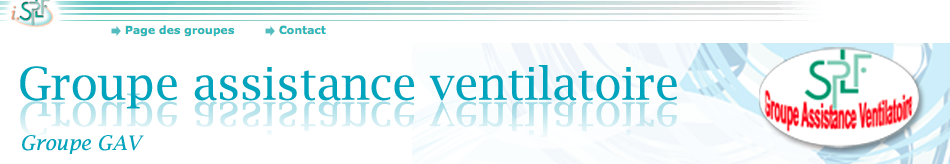 i.SPLF
Page des groupes
Contact
Groupe assistance ventilatoire
Groupe GAV
SPLF
Groupe Assistance Ventilatoire